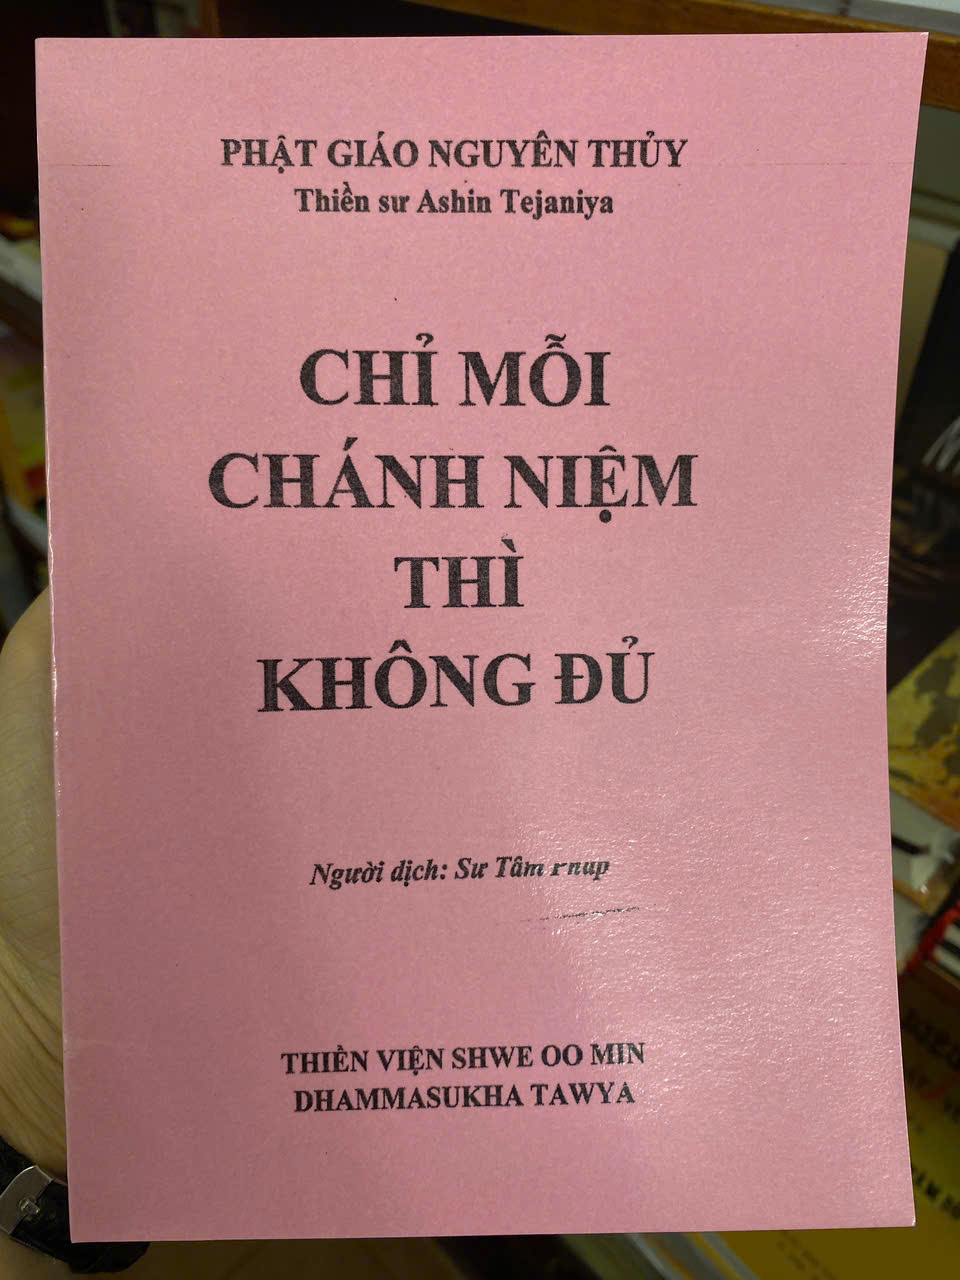 PHẬT GIÁO NGUYÊN THỦY
Thiền sư Ashin Tejaniya
CHỈ MỖI
CHÁNH NIỆM
THÌ
KHÔNG ĐỦ
Người dịch: Sư Tâm
THIỀN VIỆN SHWE OO MIN
DHAMMASUKHA TAWYA